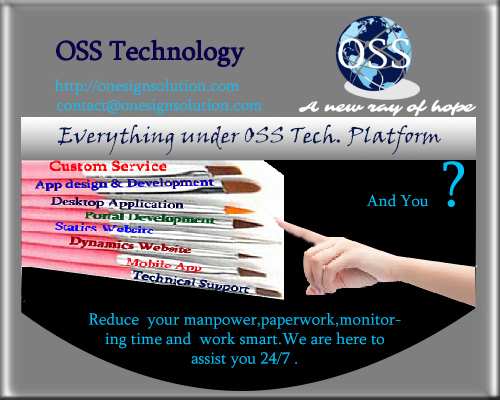 OSS Technology
OSS
http://onesignsolution.com
contact@onesignsolution.com
A new ray of hope
Everything under OSS Tech. Platform
Custom Service
App design & Development
Desktop Application
Portal Development
Statics Website
Dynamics Website
Mobile App
Technical Support
And You ?
Reduce your manpower,paperwork,monitor-
ing time and work smart.We are here to
assist you 24/7 .